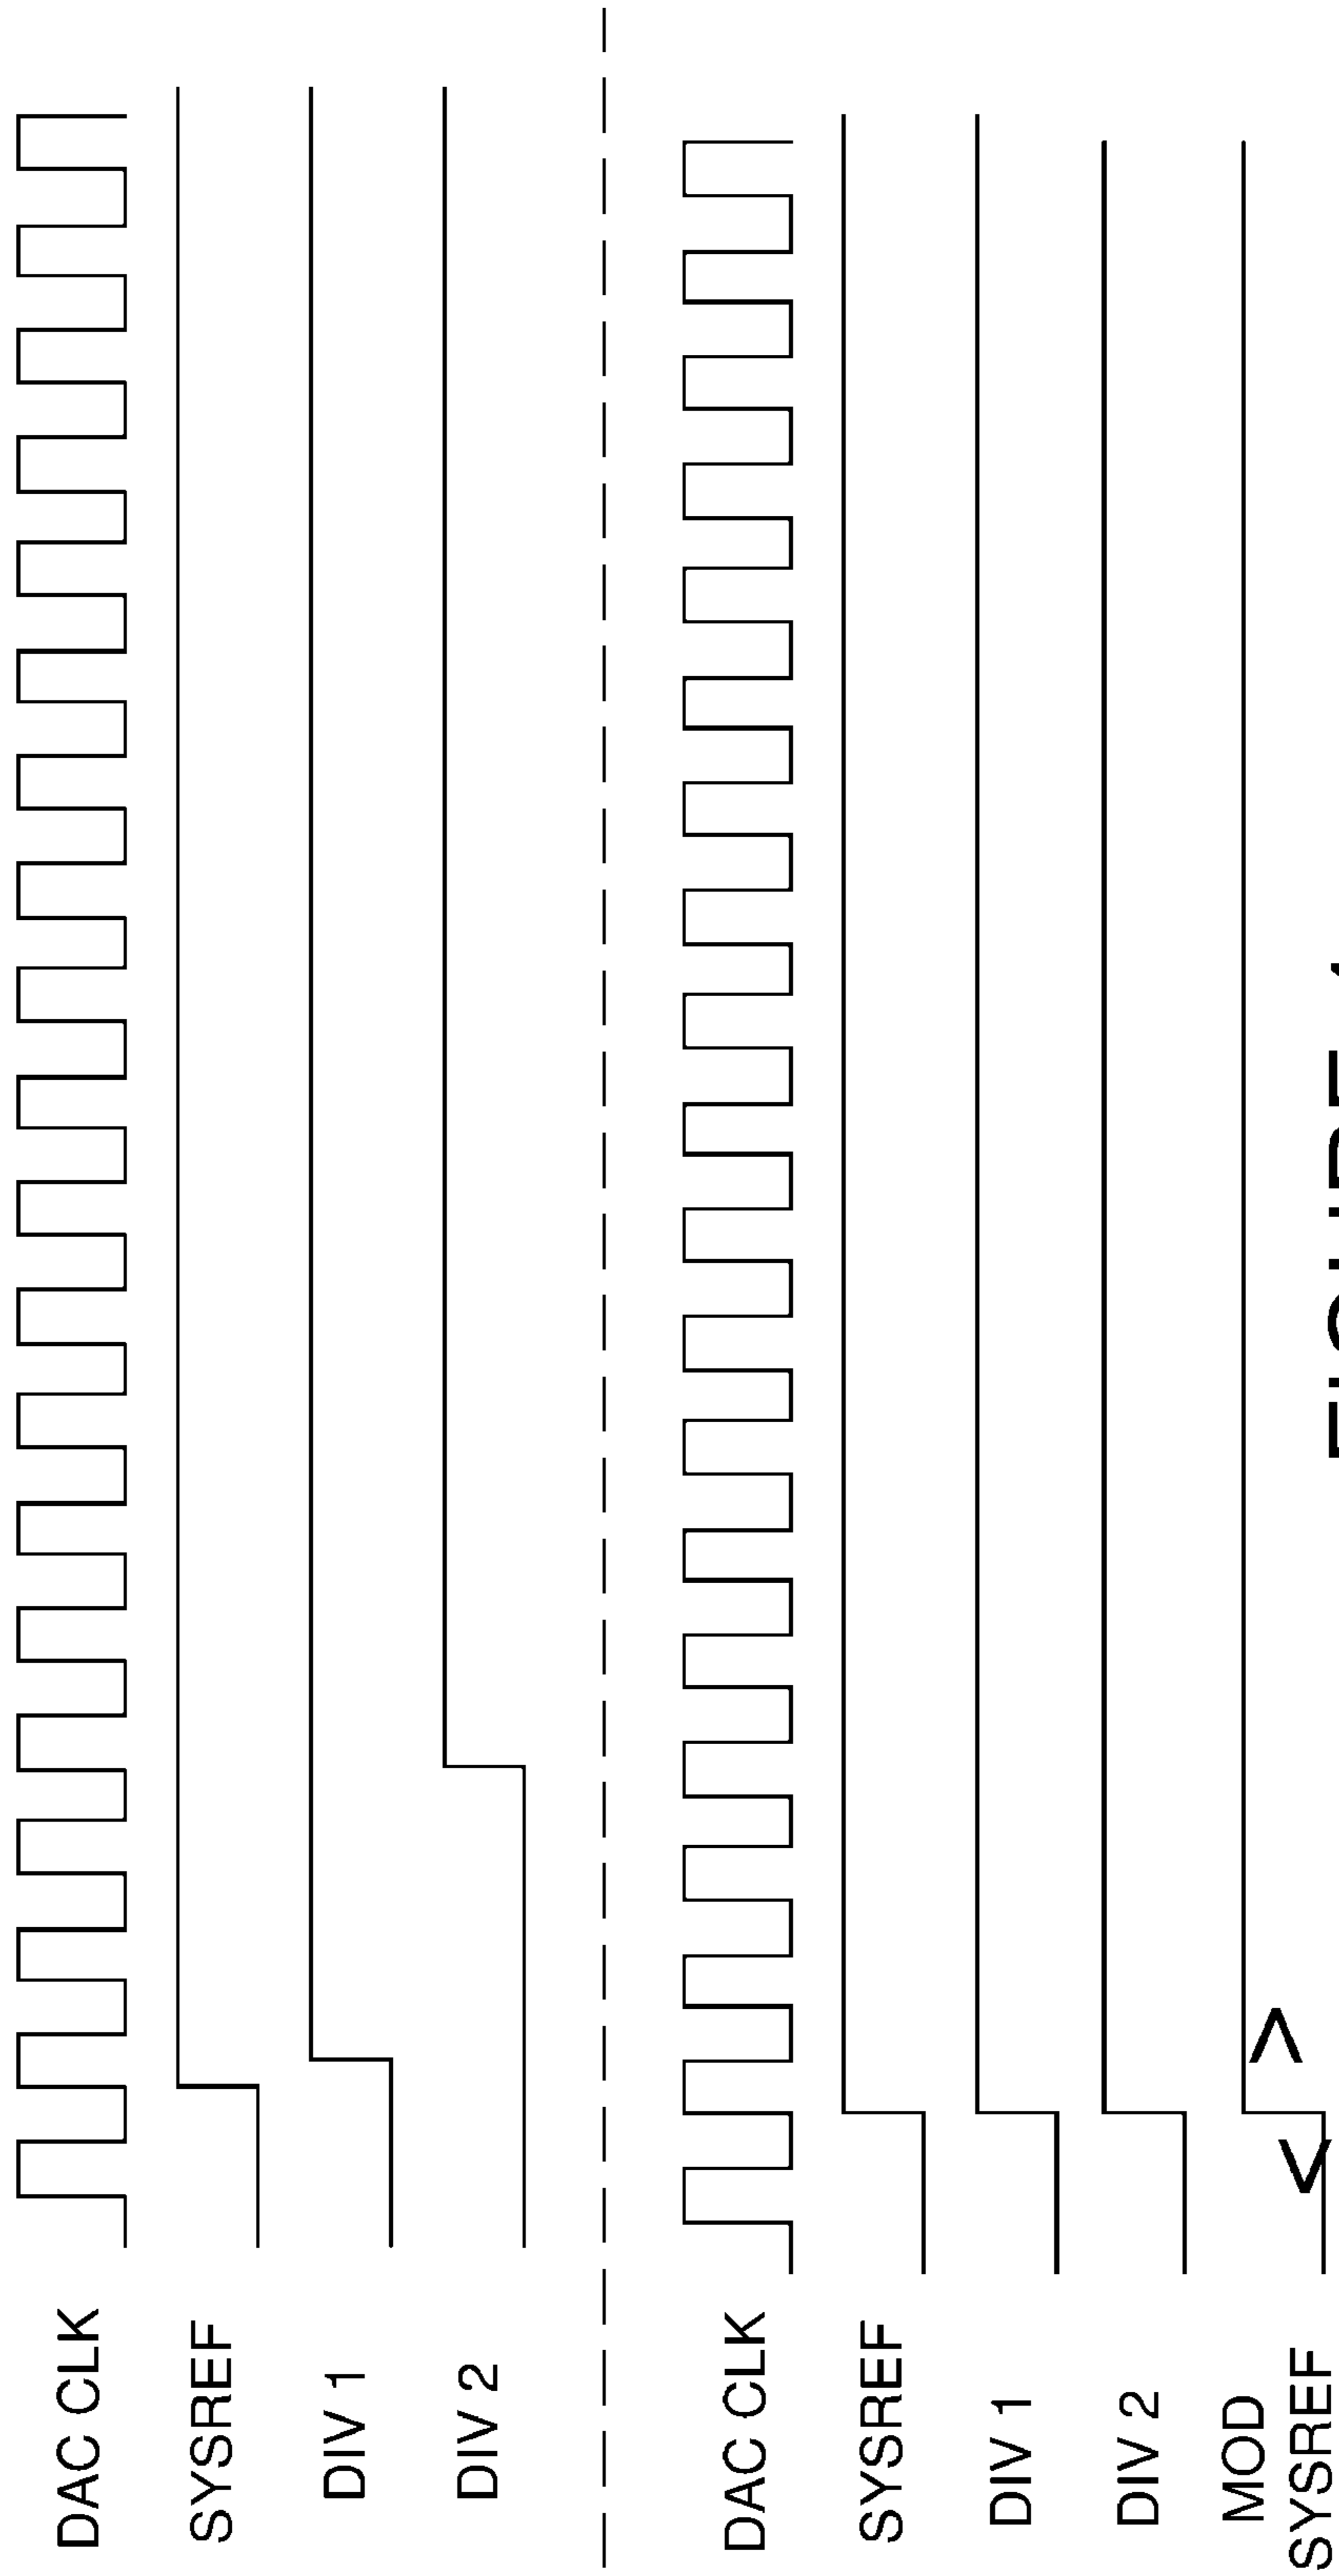 DAC CLK
SYSREF
DIV 1
DIV 2
DAC CLK
SYSREF
DIV 1
DIV 2
MOD
SYSREF